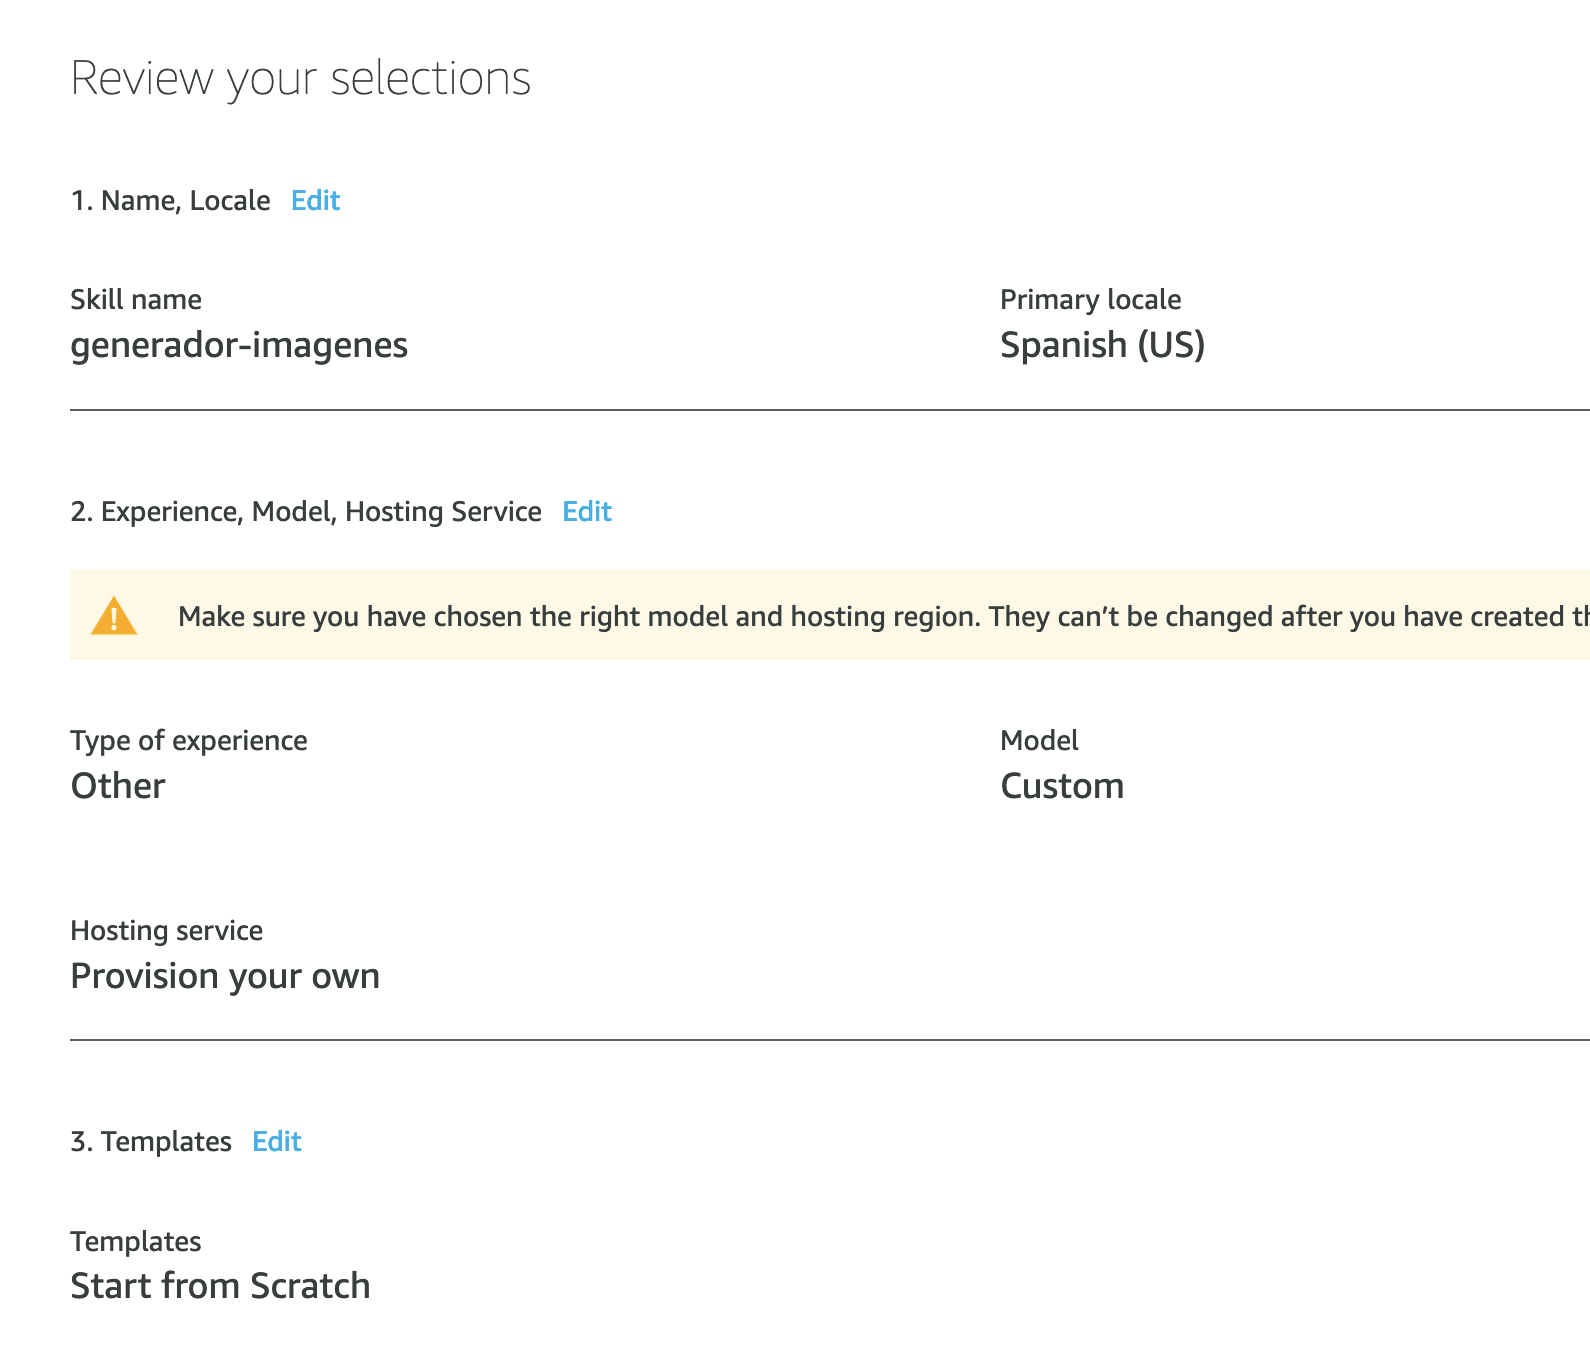 Review your selections
1. Name, Locale Edit
Skill name
generador-imagenes
Primary locale
Spanish (US)
2. Experience, Model, Hosting Service Edit
Make sure you have chosen the right model and hosting region. They can’t be changed after you have created
Type of experience
Other
Model
Custom
Hosting service
Provision your own
3. Templates Edit
Templates
Start from Scratch